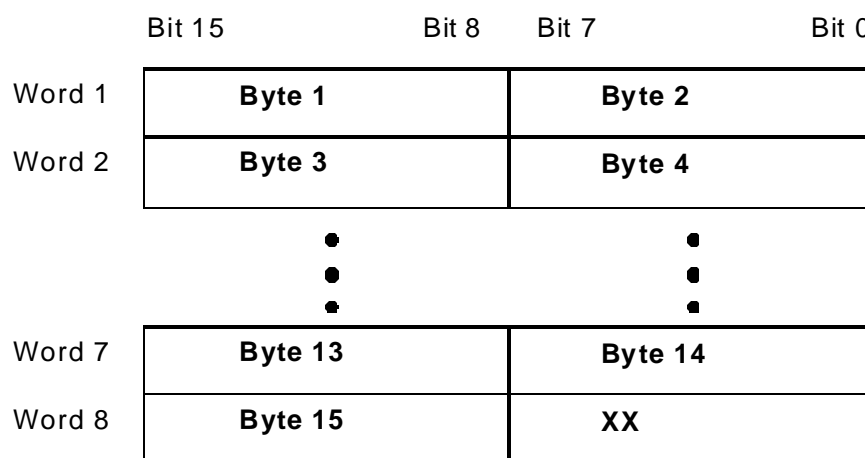 Bit 15 Bit 8 Bit 7 Bit 0
Word 1 Byte 1 Byte 2
Word 2 Byte 3 Byte 4
Word 7 Byte 13 Byte 14
Word 8 Byte 15 XX